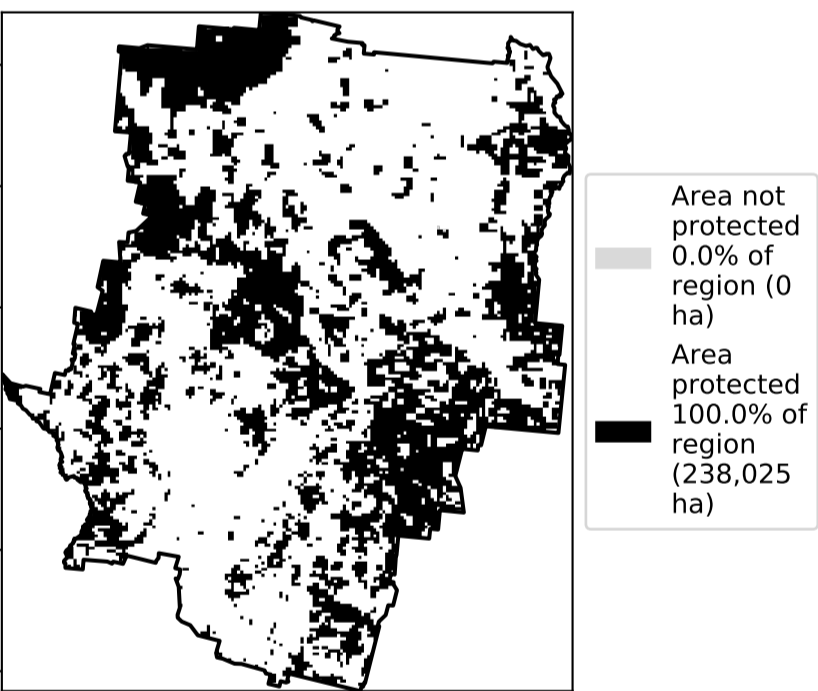 Area not
protected
0.0% of
region (0
ha)
Area
protected
100.0% of
region
(238,025
ha)